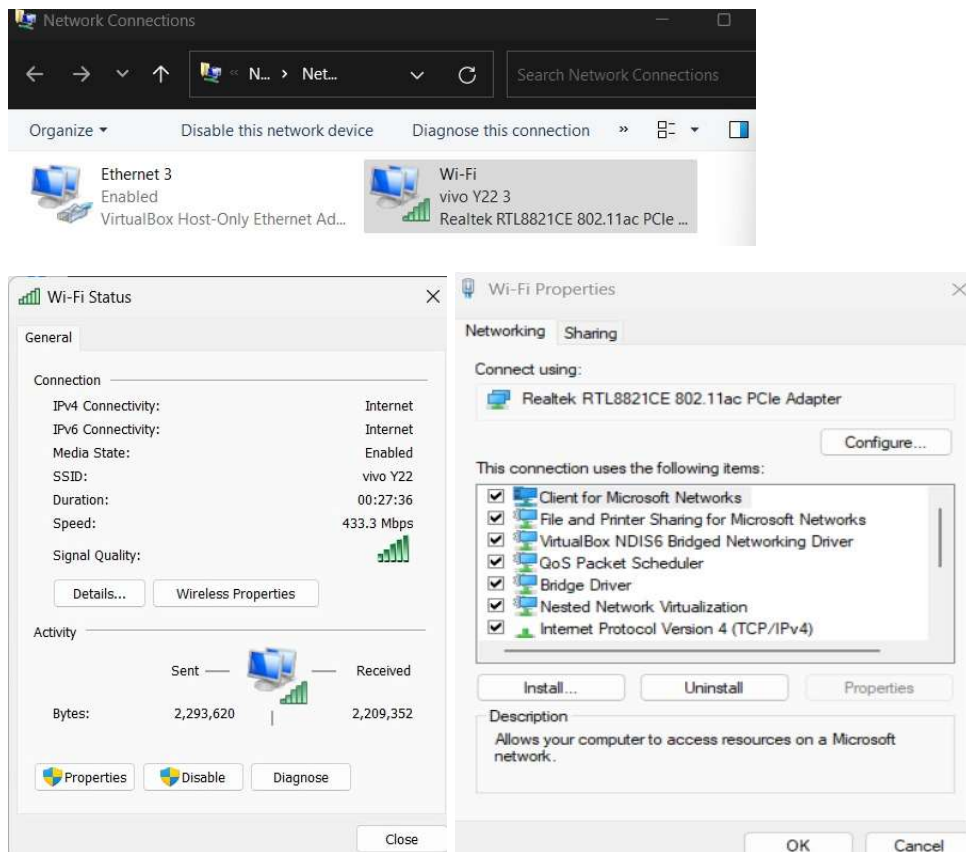 Network Connections
« N... › Net...
Search Network Connections
Organize
Disable this network device
Diagnose this connection
»
Ethernet 3
Enabled
VirtualBox Host-Only Ethernet Ad...
Wi-Fi
vivo Y22 3
Realtek RTL8821CE 802.11ac PCIe ...
Wi-Fi Status
General
Connection
IPv4 Connectivity: Internet
IPv6 Connectivity: Internet
Media State: Enabled
SSID: vivo Y22
Duration: 00:27:36
Speed: 433.3 Mbps
Signal Quality:
Details...
Wireless Properties
Activity
Sent
Received
Bytes: 2,293,620 2,209,352
Properties
Disable
Diagnose
Close
Wi-Fi Properties
Networking
Sharing
Connect using:
Realtek RTL8821CE 802.11ac PCIe Adapter
Configure...
This connection uses the following items:
Client for Microsoft Networks
File and Printer Sharing for Microsoft Networks
VirtualBox NDIS6 Bridged Networking Driver
QoS Packet Scheduler
Bridge Driver
Nested Network Virtualization
Internet Protocol Version 4 (TCP/IPv4)
Install...
Uninstall
Properties
Description
Allows your computer to access resources on a Microsoft
network.
OK
Cancel